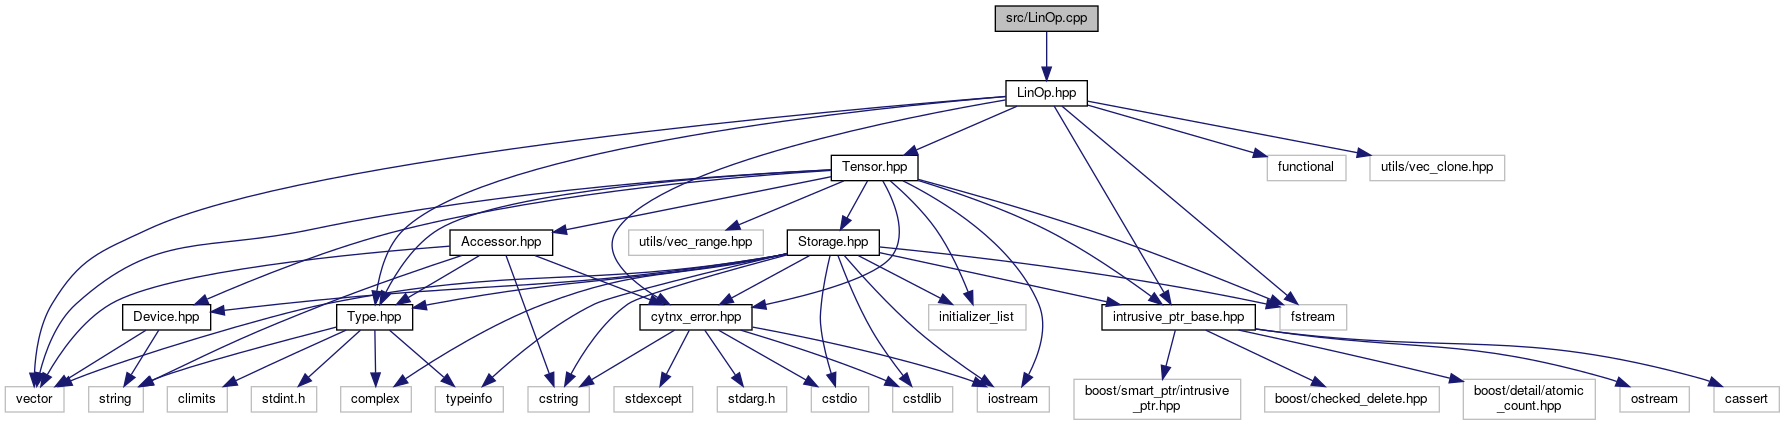 src/LinOp.cpp
LinOp.hpp
Tensor.hpp
functional
utils/vec_clone.hpp
Accessor.hpp
utils/vec_range.hpp
Storage.hpp
Device.hpp
Type.hpp
cytnx_error.hpp
initializer_list
intrusive_ptr_base.hpp
fstream
vector
string
climits
stdint.h
complex
typeinfo
cstring
stdexcept
stdarg.h
cstdio
cstdlib
iostream
boost/smart_ptr/intrusive
_ptr.hpp
boost/checked_delete.hpp
boost/detail/atomic
_count.hpp
ostream
cassert